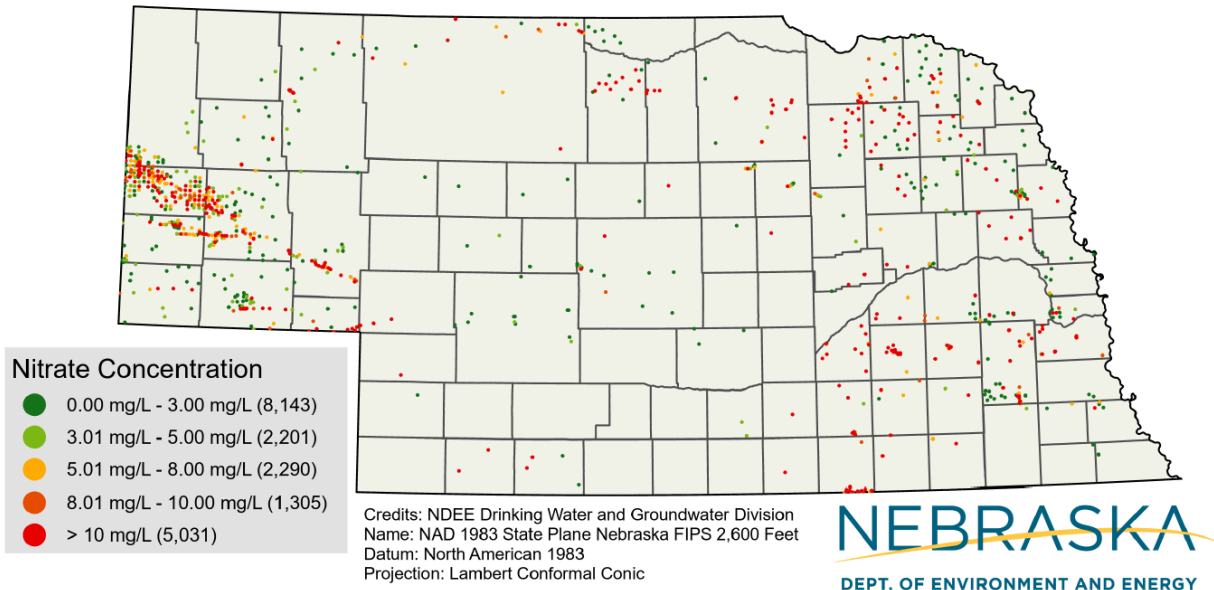 Nitrate Concentration
0.00 mg/L - 3.00 mg/L (8,143)
3.01 mg/L - 5.00 mg/L (2,201)
5.01 mg/L - 8.00 mg/L (2,290)
8.01 mg/L - 10.00 mg/L (1,305)
> 10 mg/L (5,031)
Credits: NDEE Drinking Water and Groundwater Division
Name: NAD 1983 State Plane Nebraska FIPS 2,600 Feet
Datum: North American 1983
Projection: Lambert Conformal Conic
NEBRASKA
DEPT. OF ENVIRONMENT AND ENERGY